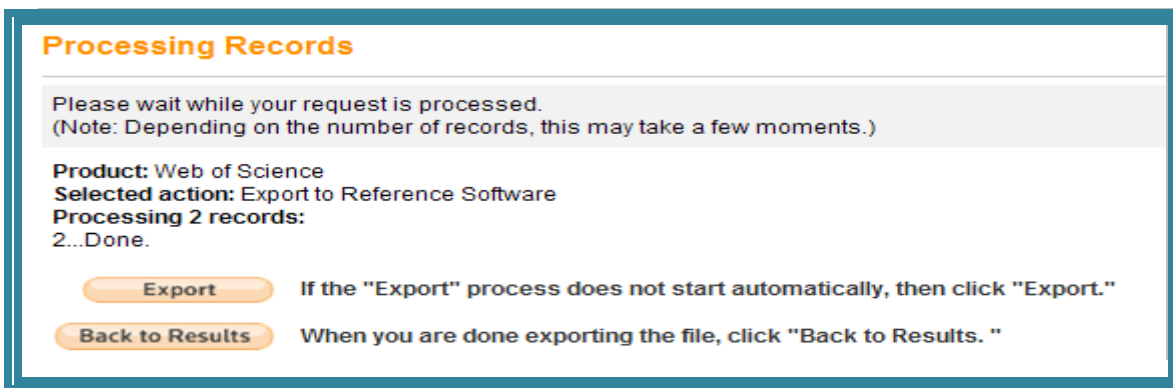 Processing Records
Please wait while your request is processed.
(Note: Depending on the number of records, this may take a few moments.)
Product: Web of Science
Selected action: Export to Reference Software
Processing 2 records:
2...Done.
Export If the "Export" process does not start automatically, then click "Export."
Back to Results When you are done exporting the file, click "Back to Results. "